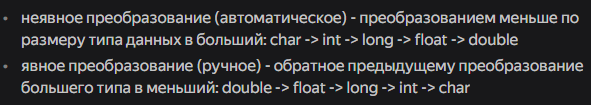 • неявное преобразование (автоматическое) - преобразованием меньше по
размеру типа данных в больший: char -> int -> long -> float -> double
• явное преобразование (ручное) - обратное предыдущему преобразование
большего типа в меньший: double -> float -> long -> int -> char